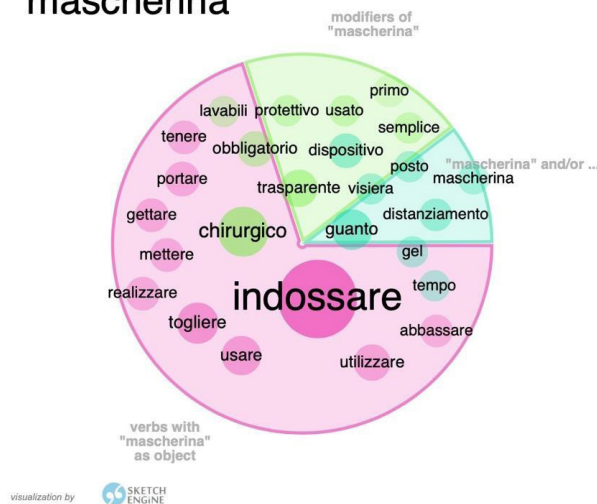 mascherina
modifiers of
"mascherina"
primo
lavabili protettivo usato
semplice
tenere
obbligatorio dispositivo
posto "mascherina" and/or ...
portare
trasparente visiera mascherina
gettare
distanziamento
chirurgico guanto
mettere
gel
realizzare
indossare tempo
togliere
abbassare
usare
utilizzare
verbs with
"mascherina"
as object
visualization by
SKETCH
ENGINE